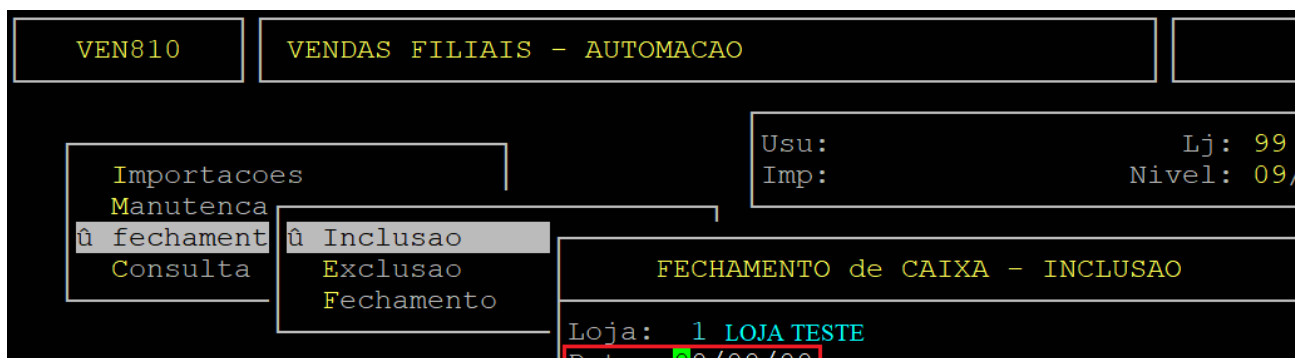 VEN810
VENDAS FILIAIS - AUTOMACAO
Usu: Lj: 99
Imp: Nivel: 09/
Importacoes
Manutenca
û fechament
Consulta
û Inclusao
Exclusao
Fechamento
FECHAMENTO de CAIXA - INCLUSAO
Loja: 1 LOJA TESTE